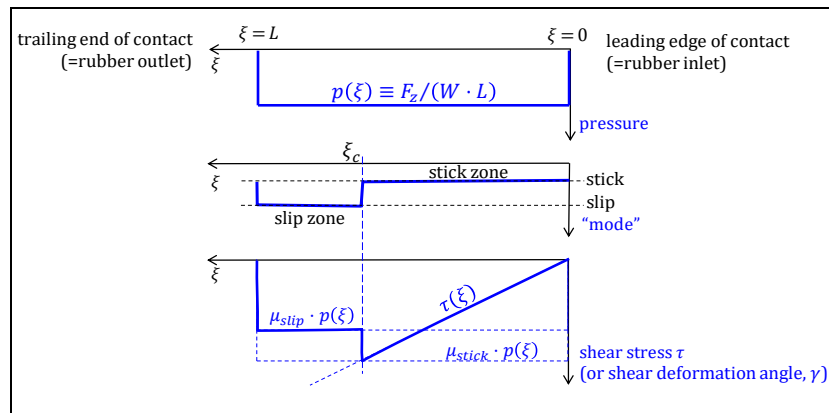 ξ = L
ξ = 0
trailing end of contact
(=rubber outlet)
leading edge of contact
(=rubber inlet)
ξ
p(ξ) ≡ F_z/(W · L)
pressure
ξ_c
stick zone
stick
ξ
slip
slip zone
"mode"
ξ
τ(ξ)
μ_slip · p(ξ)
μ_stick · p(ξ)
shear stress τ
(or shear deformation angle, γ)